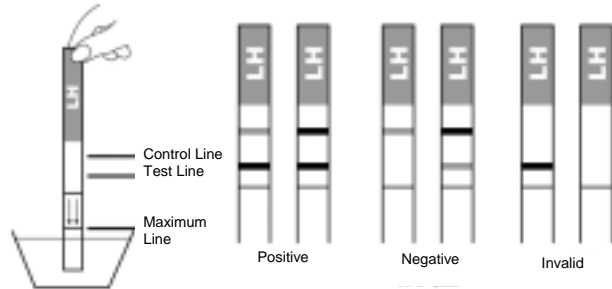 LH
LH
LH
LH
LH
LH
LH
Control Line
Test Line
Maximum
Line
Positive
Negative
Invalid